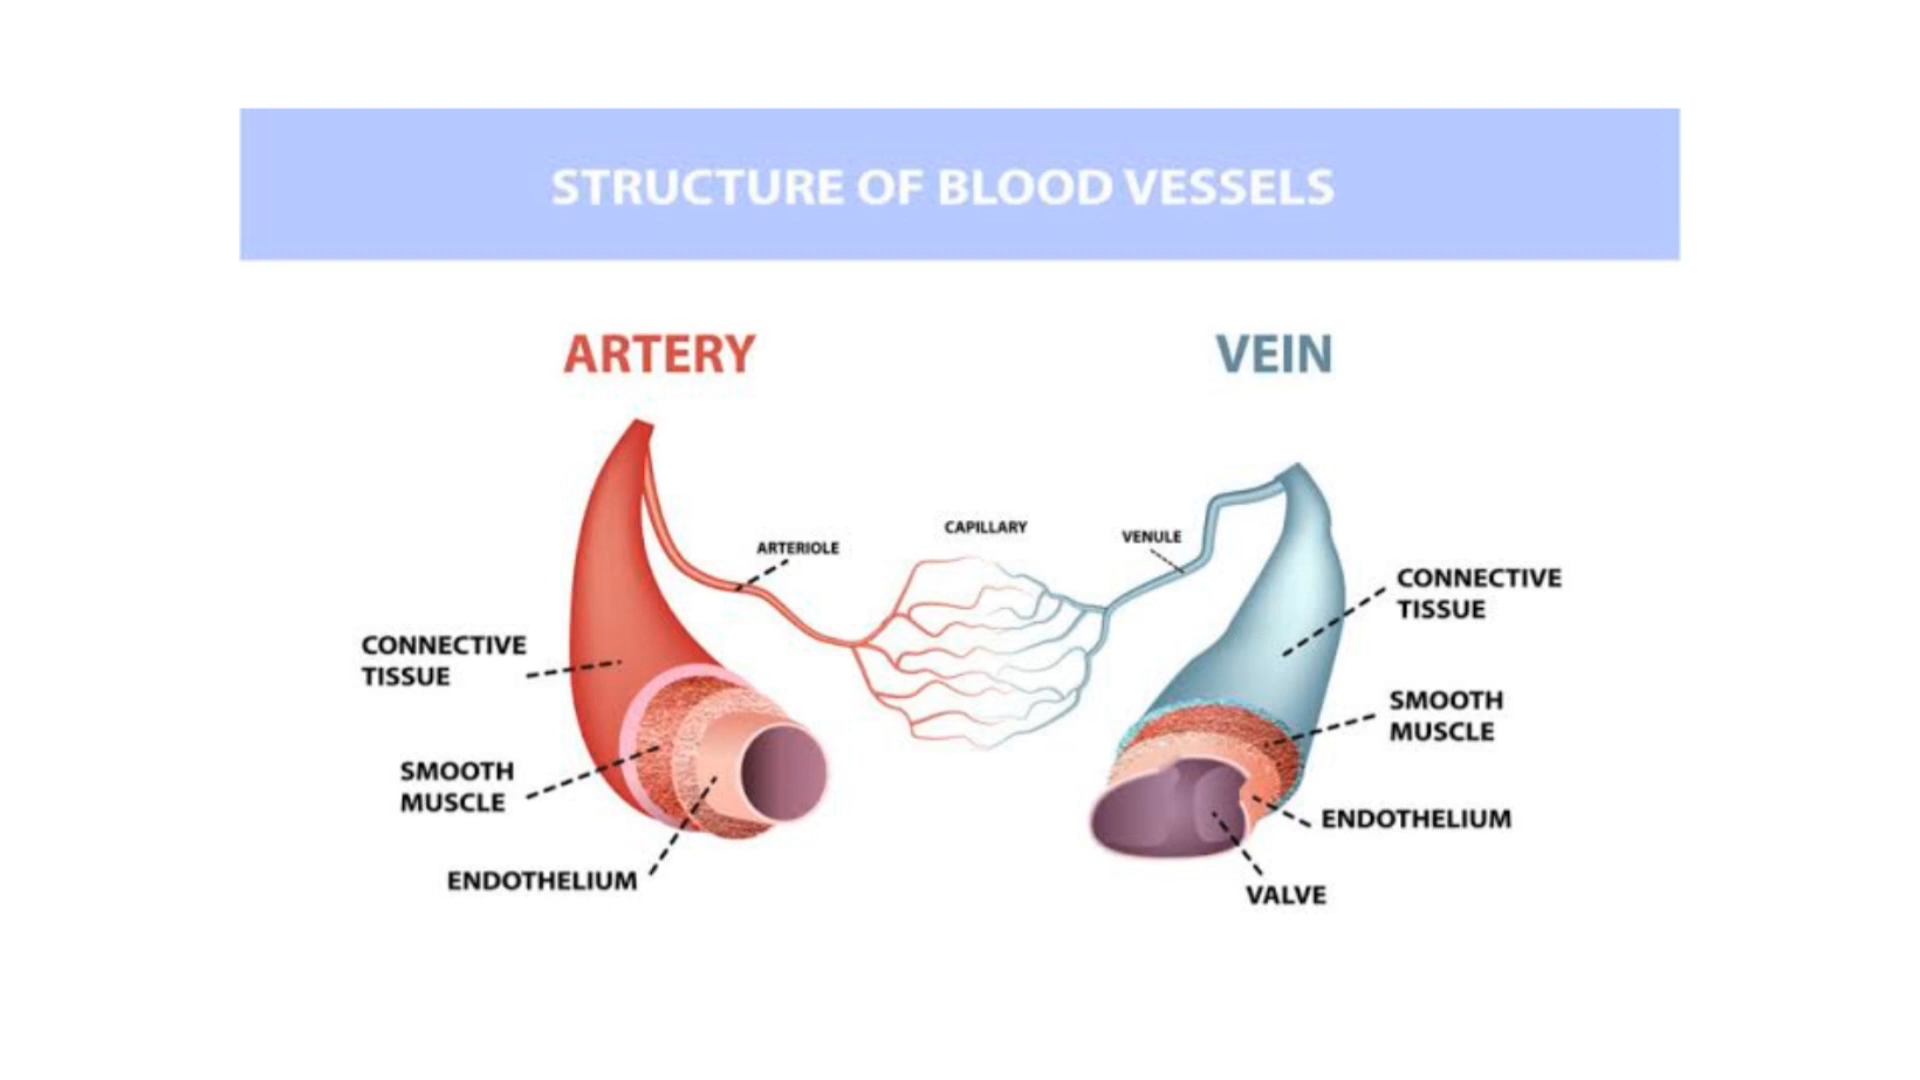 STRUCTURE OF BLOOD VESSELS
ARTERY
VEIN
CAPILLARY
VENULE
ARTERIOLE
CONNECTIVE
TISSUE
CONNECTIVE
TISSUE
SMOOTH
MUSCLE
SMOOTH
MUSCLE
ENDOTHELIUM
ENDOTHELIUM
VALVE